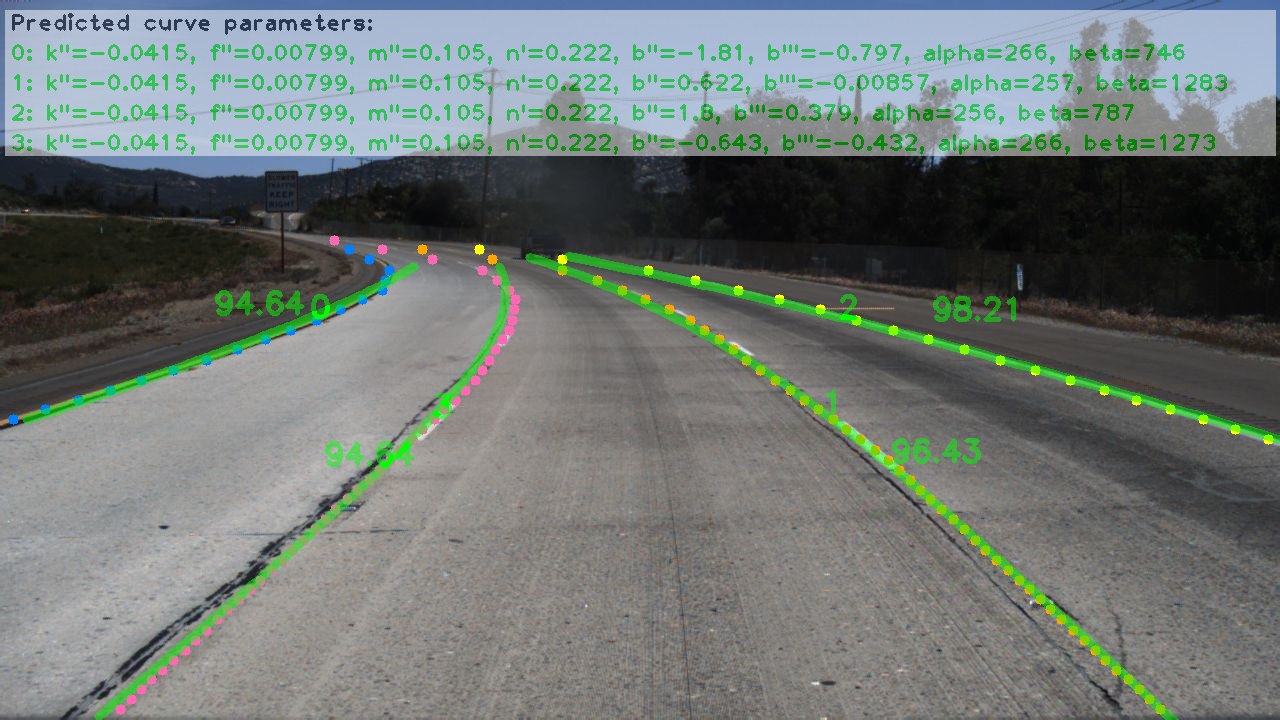 Predicted curve parameters:
0: k''=-0.0415, f''=0.00799, m''=0.105, n'=0.222, b''=-1.81, b'''=-0.797, alpha=266, beta=746
1: k''=-0.0415, f''=0.00799, m''=0.105, n'=0.222, b''=0.622, b'''=-0.00857, alpha=257, beta=1283
2: k''=-0.0415, f''=0.00799, m''=0.105, n'=0.222, b''=1.8, b'''=0.379, alpha=256, beta=787
3: k''=-0.0415, f''=0.00799, m''=0.105, n'=0.222, b''=-0.643, b'''=-0.432, alpha=266, beta=1273
SLOWER
TRAFFIC
KEEP
RIGHT
94.64 0
2 98.21
1
94.64
96.43